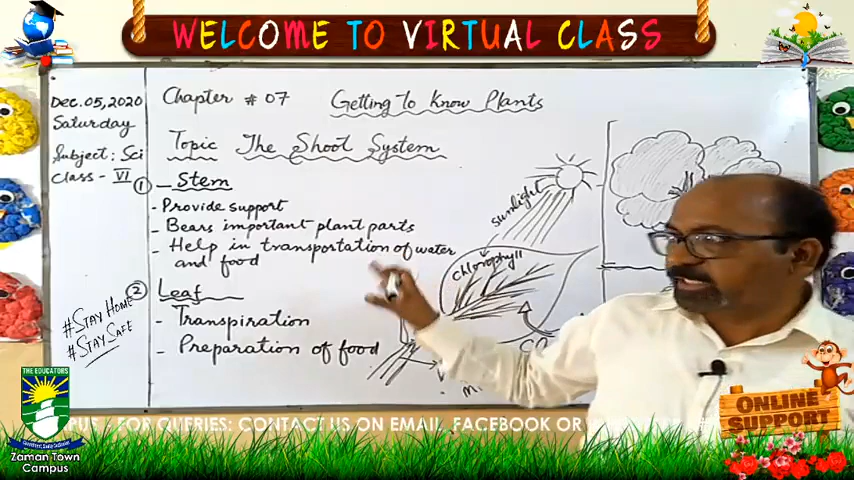 WELCOME TO VIRTUAL CLASS
Dec. 05, 2020
Saturday
Subject: Sci
Class - VI
Chapter # 07
Getting To Know Plants
Topic The Shoot System
1 - Stem
- Provide support
- Bears important plant parts
- Help in transportation of water
and food
2 Leaf
- Transpiration
- Preparation of food
#STAY HOME
#STAY SAFE
sunlight
chlorophyll
THE EDUCATORS
Zaman Town
Campus
FOR QUERIES: CONTACT US ON EMAIL, FACEBOOK OR
ONLINE
SUPPORT